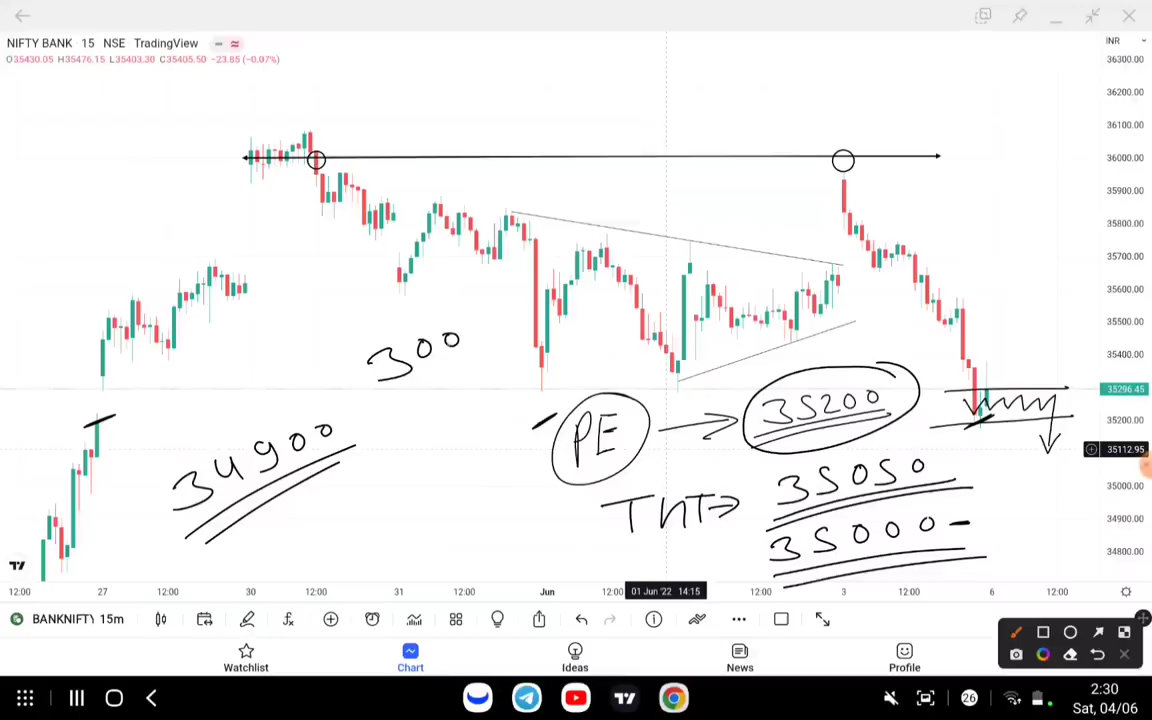 NIFTY BANK 15 NSE TradingView
O35430.05 H35476.15 L35403.30 C35405.50 −23.85 (−0.07%)
INR
36300.00
36200.00
36100.00
36000.00
35900.00
35800.00
35700.00
35600.00
35500.00
35400.00
35296.45
35200.00
35112.95
35000.00
34900.00
34800.00
300
34900
PE
35200
35050
TNT
35000
12:00 27 12:00 30 12:00 31 12:00 Jun 12:00 01 Jun '22 14:15 12:00 3 12:00 6 12:00
BANKNIFTY 15m
Watchlist
Chart
Ideas
News
Profile
26
2:30
Sat, 04/06